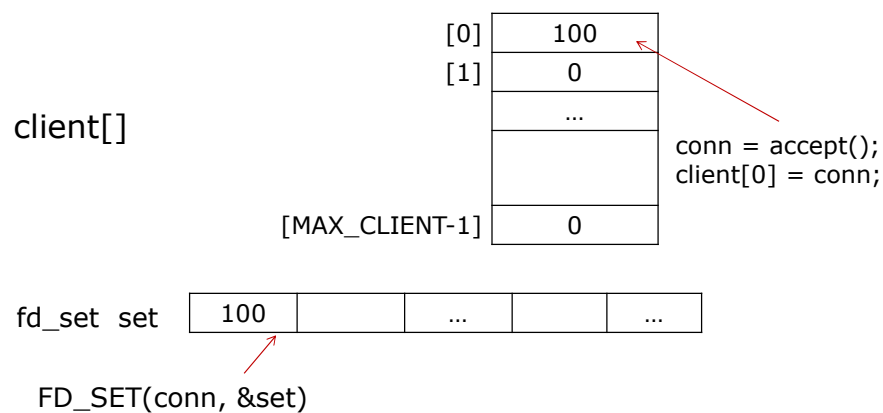 [0] 100
[1] 0
...
client[]
conn = accept();
client[0] = conn;
[MAX_CLIENT-1] 0
fd_set set 100 ... ...
FD_SET(conn, &set)